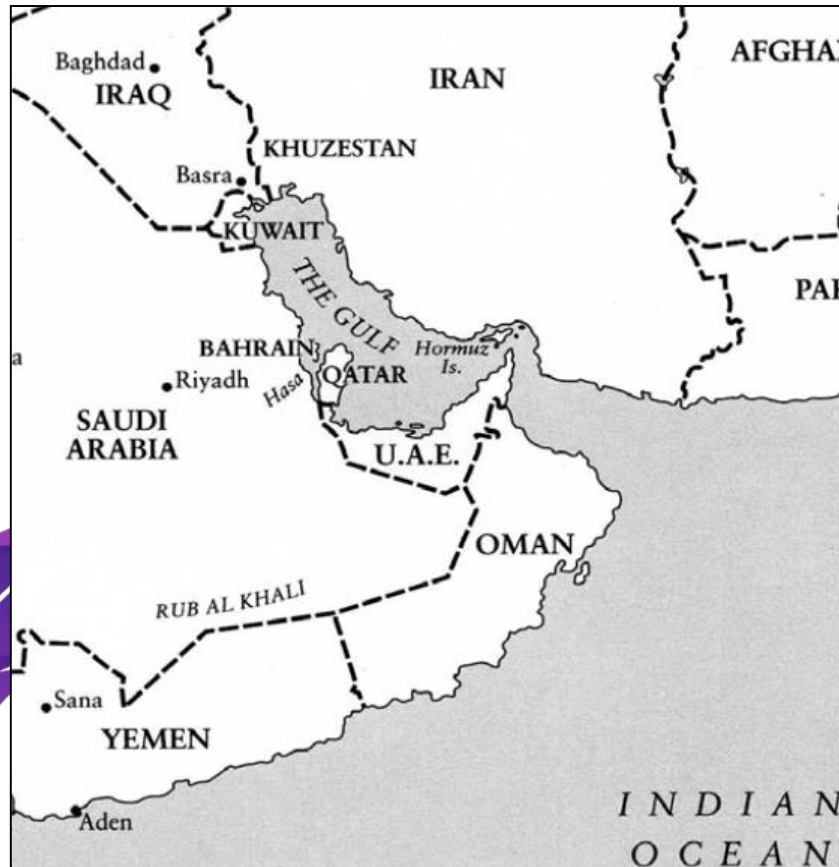 Baghdad
IRAQ
IRAN
AFGHA
KHUZESTAN
Basra
KUWAIT
THE GULF
PA
BAHRAIN
Hormuz
Is.
a
Riyadh
Hasa
QATAR
SAUDI
ARABIA
U.A.E.
OMAN
RUB AL KHALI
Sana
YEMEN
Aden
INDIAN
OCEAN